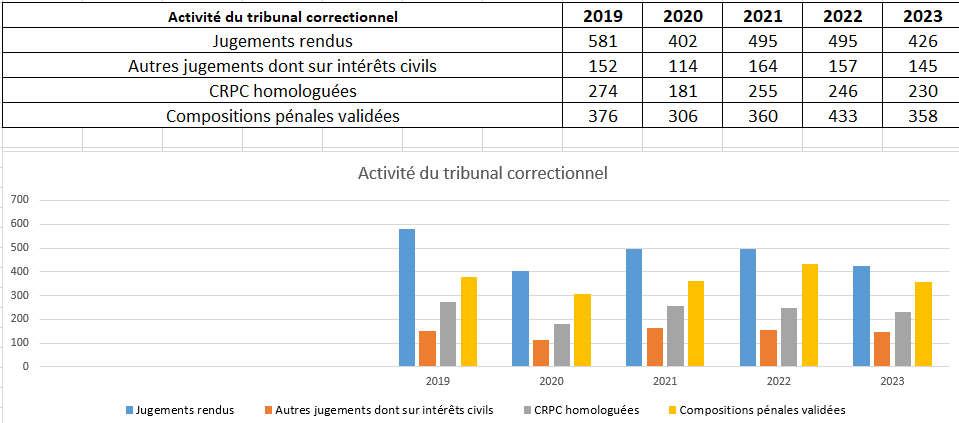 Activité du tribunal correctionnel 2019 2020 2021 2022 2023
Jugements rendus 581 402 495 495 426
Autres jugements dont sur intérêts civils 152 114 164 157 145
CRPC homologuées 274 181 255 246 230
Compositions pénales validées 376 306 360 433 358
Activité du tribunal correctionnel
700
600
500
400
300
200
100
0
2019 2020 2021 2022 2023
Jugements rendus Autres jugements dont sur intérêts civils CRPC homologuées Compositions pénales validées